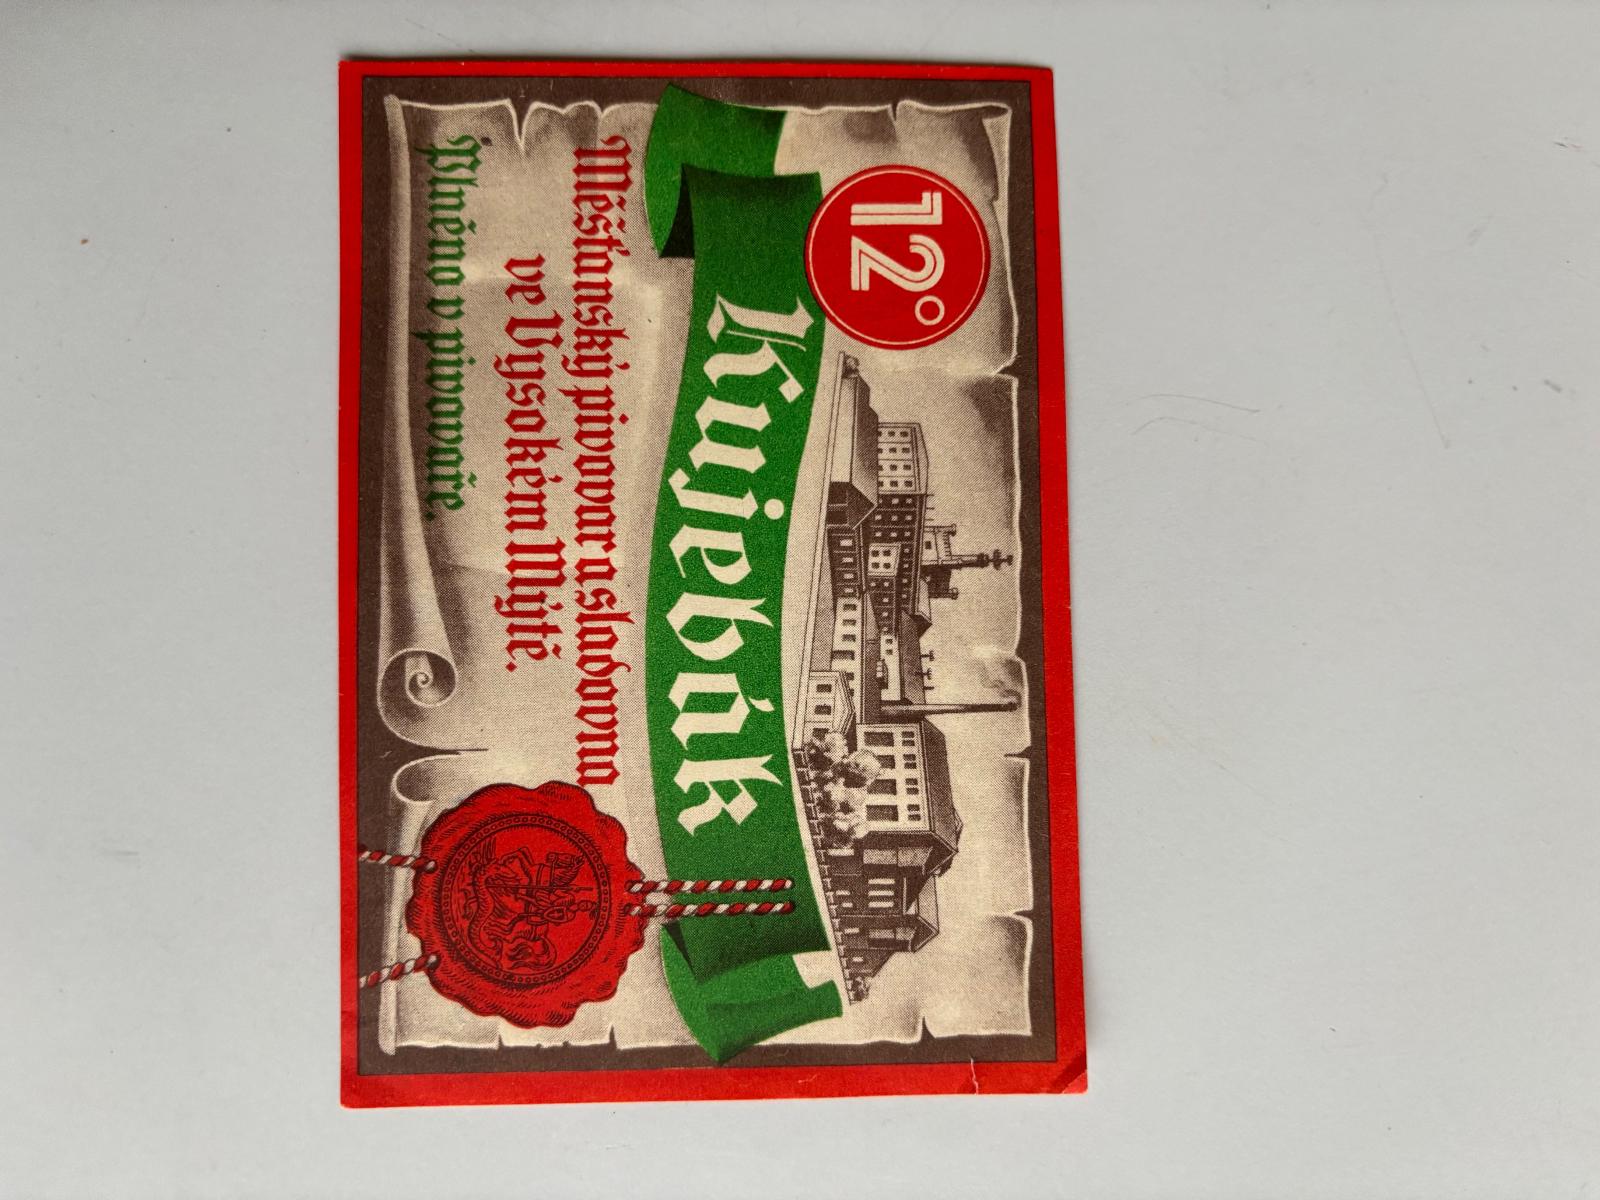 12°
Kujebák
Měšťanský pivovar a sladovna
ve Vysokém Mýtě.
Plněno v pivovaře.